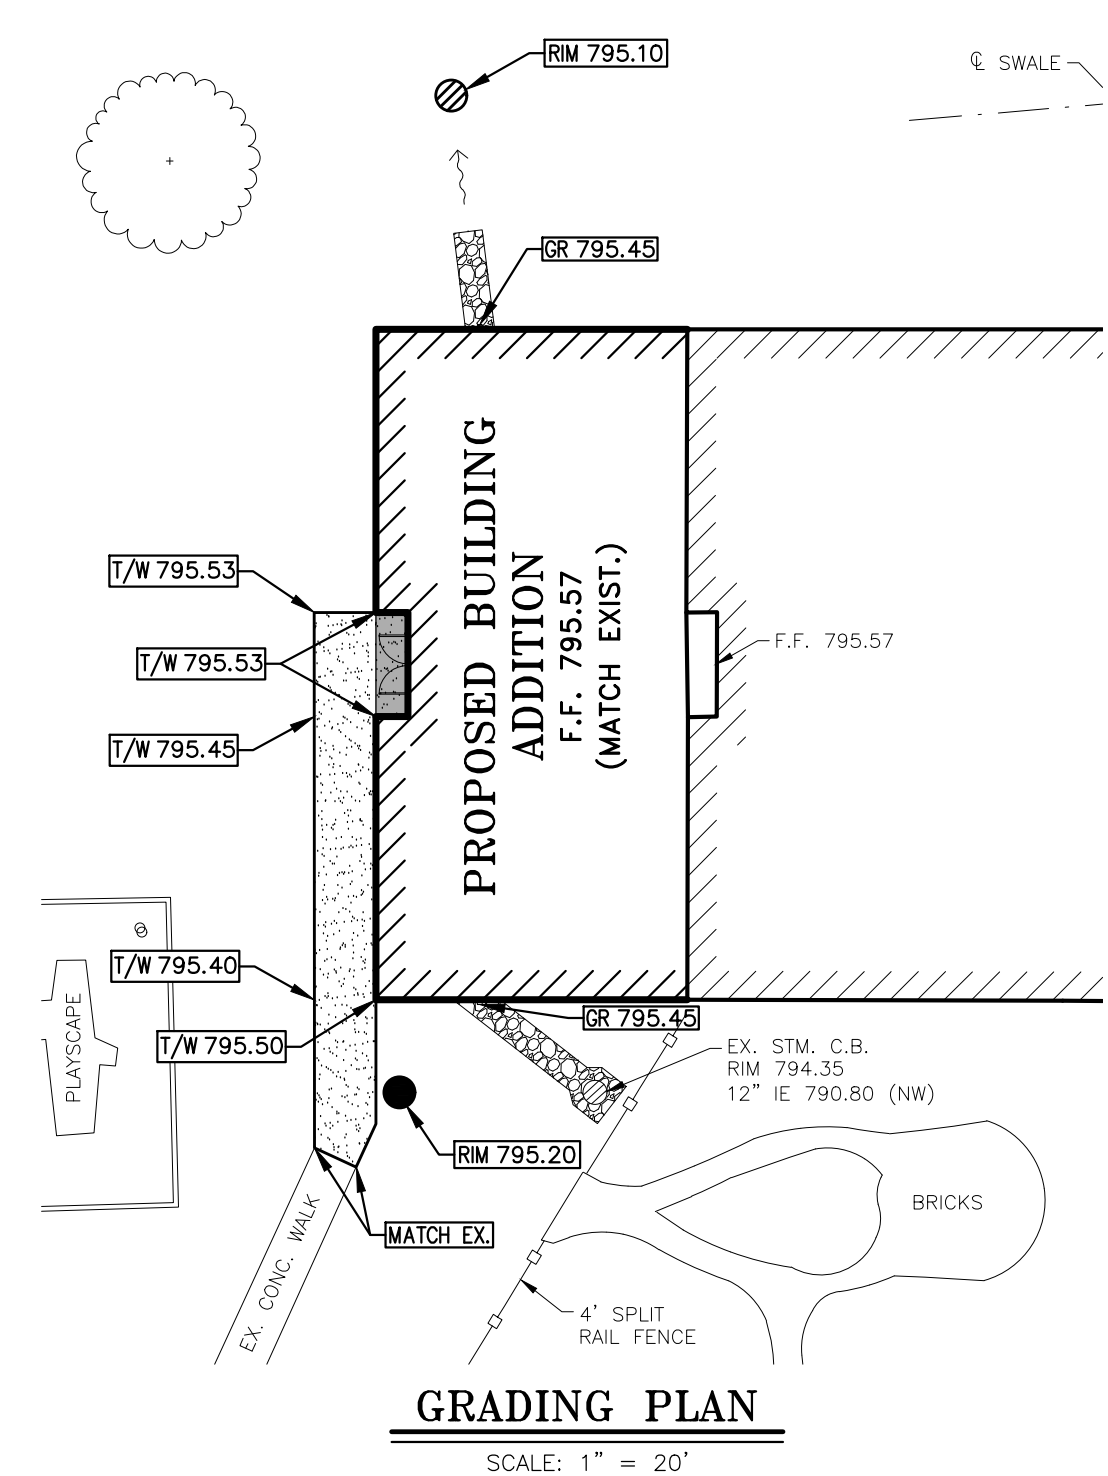 RIM 795.10
℄ SWALE
GR 795.45
T/W 795.53
T/W 795.53
T/W 795.45
PROPOSED BUILDING
ADDITION
F.F. 795.57
(MATCH EXIST.)
F.F. 795.57
T/W 795.40
T/W 795.50
PLAYSCAPE
GR 795.45
EX. STM. C.B.
RIM 794.35
12" IE 790.80 (NW)
RIM 795.20
MATCH EX.
EX. CONC. WALK
BRICKS
4' SPLIT
RAIL FENCE
GRADING PLAN
SCALE: 1" = 20'